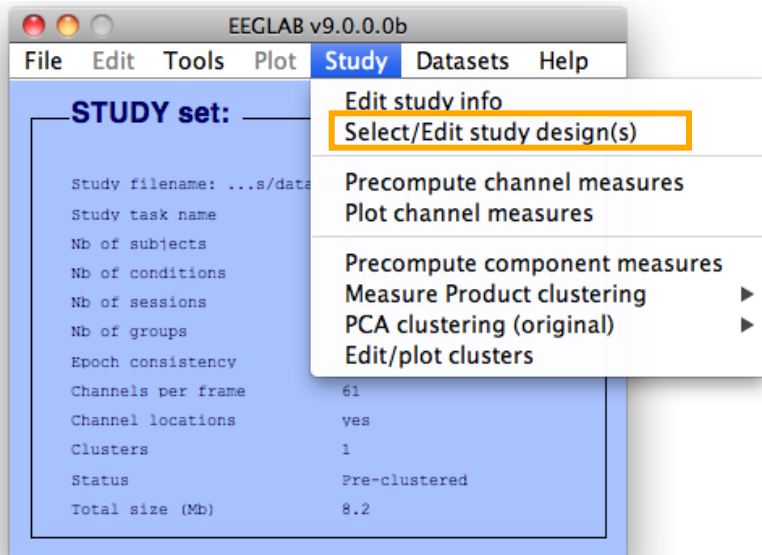 EEGLAB v9.0.0.0b
File Edit Tools Plot Study Datasets Help
STUDY set:
Edit study info
Select/Edit study design(s)
Precompute channel measures
Plot channel measures
Precompute component measures
Measure Product clustering
PCA clustering (original)
Edit/plot clusters
Study filename: ...s/data
Study task name
Nb of subjects
Nb of conditions
Nb of sessions
Nb of groups
Epoch consistency
Channels per frame 61
Channel locations yes
Clusters 1
Status Pre-clustered
Total size (Mb) 8.2